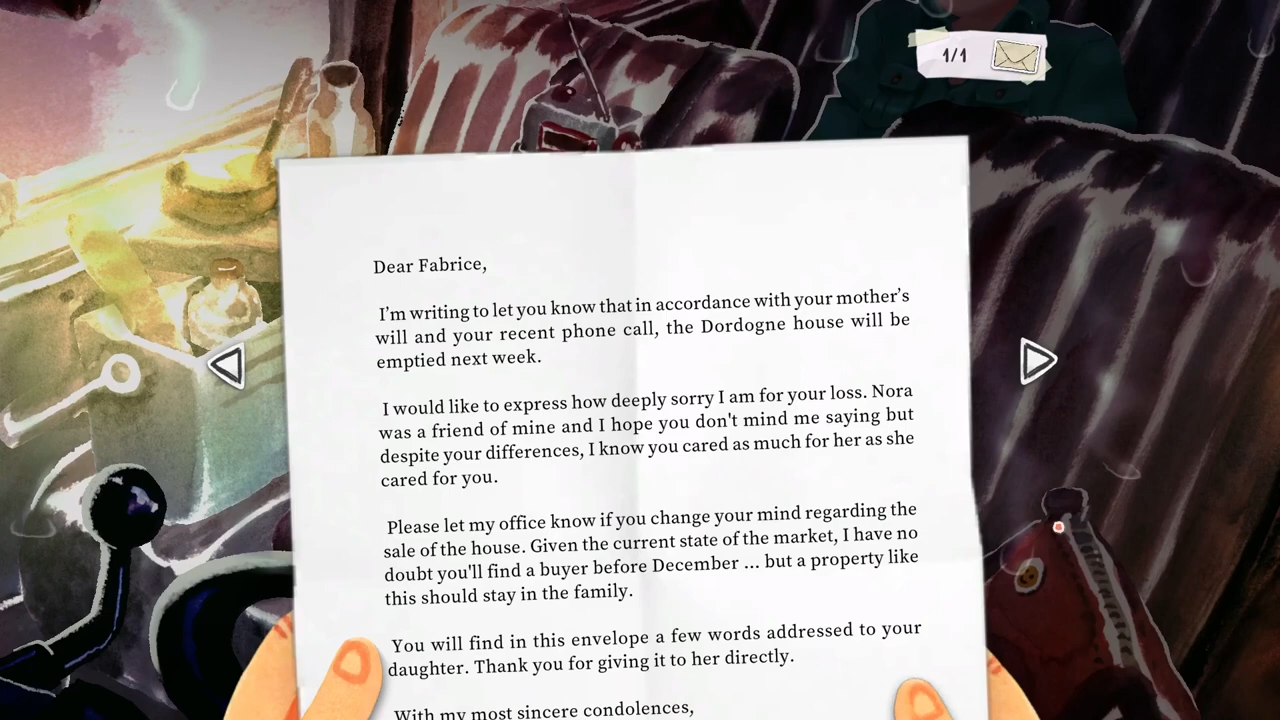 1/1
Dear Fabrice,
I'm writing to let you know that in accordance with your mother's
will and your recent phone call, the Dordogne house will be
emptied next week.
I would like to express how deeply sorry I am for your loss. Nora
was a friend of mine and I hope you don't mind me saying but
despite your differences, I know you cared as much for her as she
cared for you.
Please let my office know if you change your mind regarding the
sale of the house. Given the current state of the market, I have no
doubt you'll find a buyer before December ... but a property like
this should stay in the family.
You will find in this envelope a few words addressed to your
daughter. Thank you for giving it to her directly.
With my most sincere condolences,